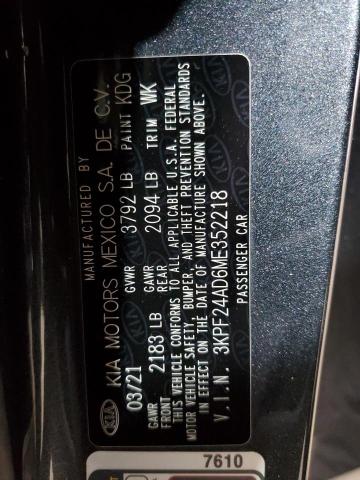 MANUFACTURED BY
KIA MOTORS MEXICO S.A. DE C.V.
03/21 GVWR 3792 LB PAINT KDG
GAWR FRONT 2183 LB GAWR REAR 2094 LB TRIM WK
THIS VEHICLE CONFORMS TO ALL APPLICABLE U.S.A. FEDERAL
MOTOR VEHICLE SAFETY, BUMPER, AND THEFT PREVENTION STANDARDS
IN EFFECT ON THE DATE OF MANUFACTURE SHOWN ABOVE.
V.I.N. 3KPF24AD6ME352218
PASSENGER CAR
KIA
7610